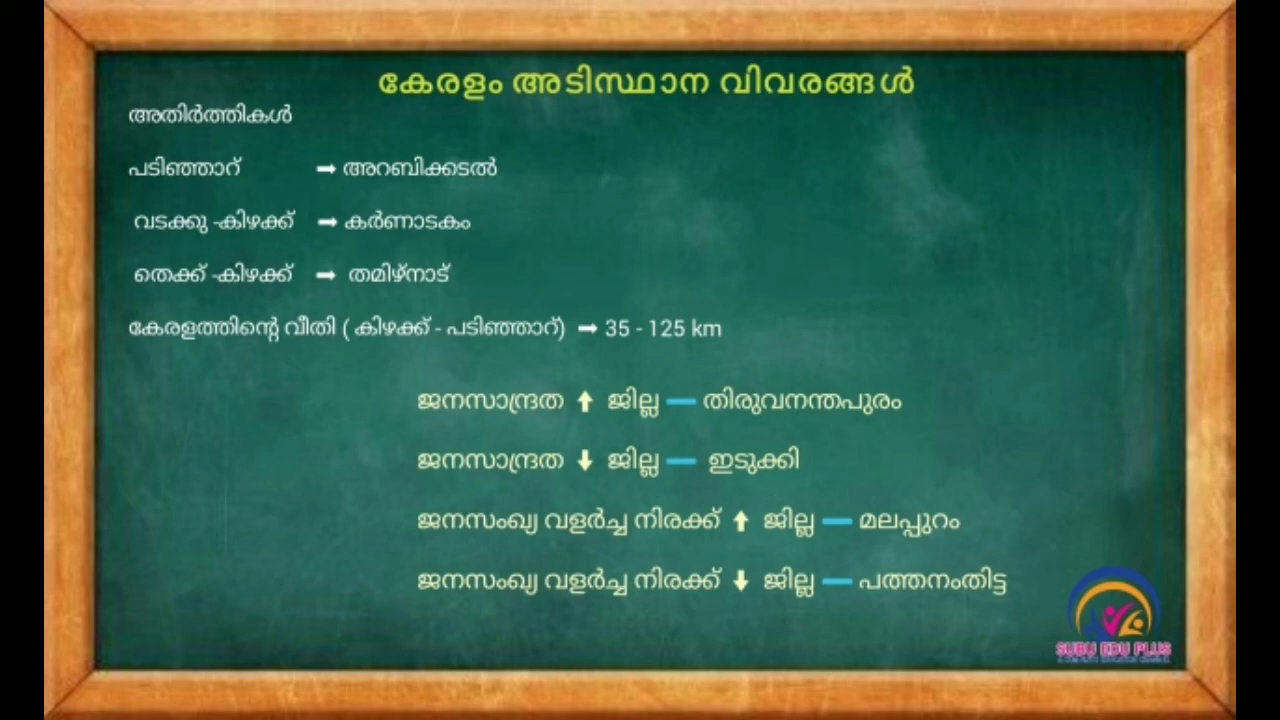 കേരളം അടിസ്ഥാന വിവരങ്ങൾ
അതിർത്തികൾ
പടിഞ്ഞാറ് ➡ അറബിക്കടൽ
വടക്കു -കിഴക്ക് ➡ കർണാടകം
തെക്ക് -കിഴക്ക് ➡ തമിഴ്നാട്
കേരളത്തിന്റെ വീതി ( കിഴക്ക് - പടിഞ്ഞാറ്) ➡ 35 - 125 km
ജനസാന്ദ്രത ⬆ ജില്ല — തിരുവനന്തപുരം
ജനസാന്ദ്രത ⬇ ജില്ല — ഇടുക്കി
ജനസംഖ്യ വളർച്ച നിരക്ക് ⬆ ജില്ല — മലപ്പുറം
ജനസംഖ്യ വളർച്ച നിരക്ക് ⬇ ജില്ല — പത്തനംതിട്ട
SUBU EDU PLUS